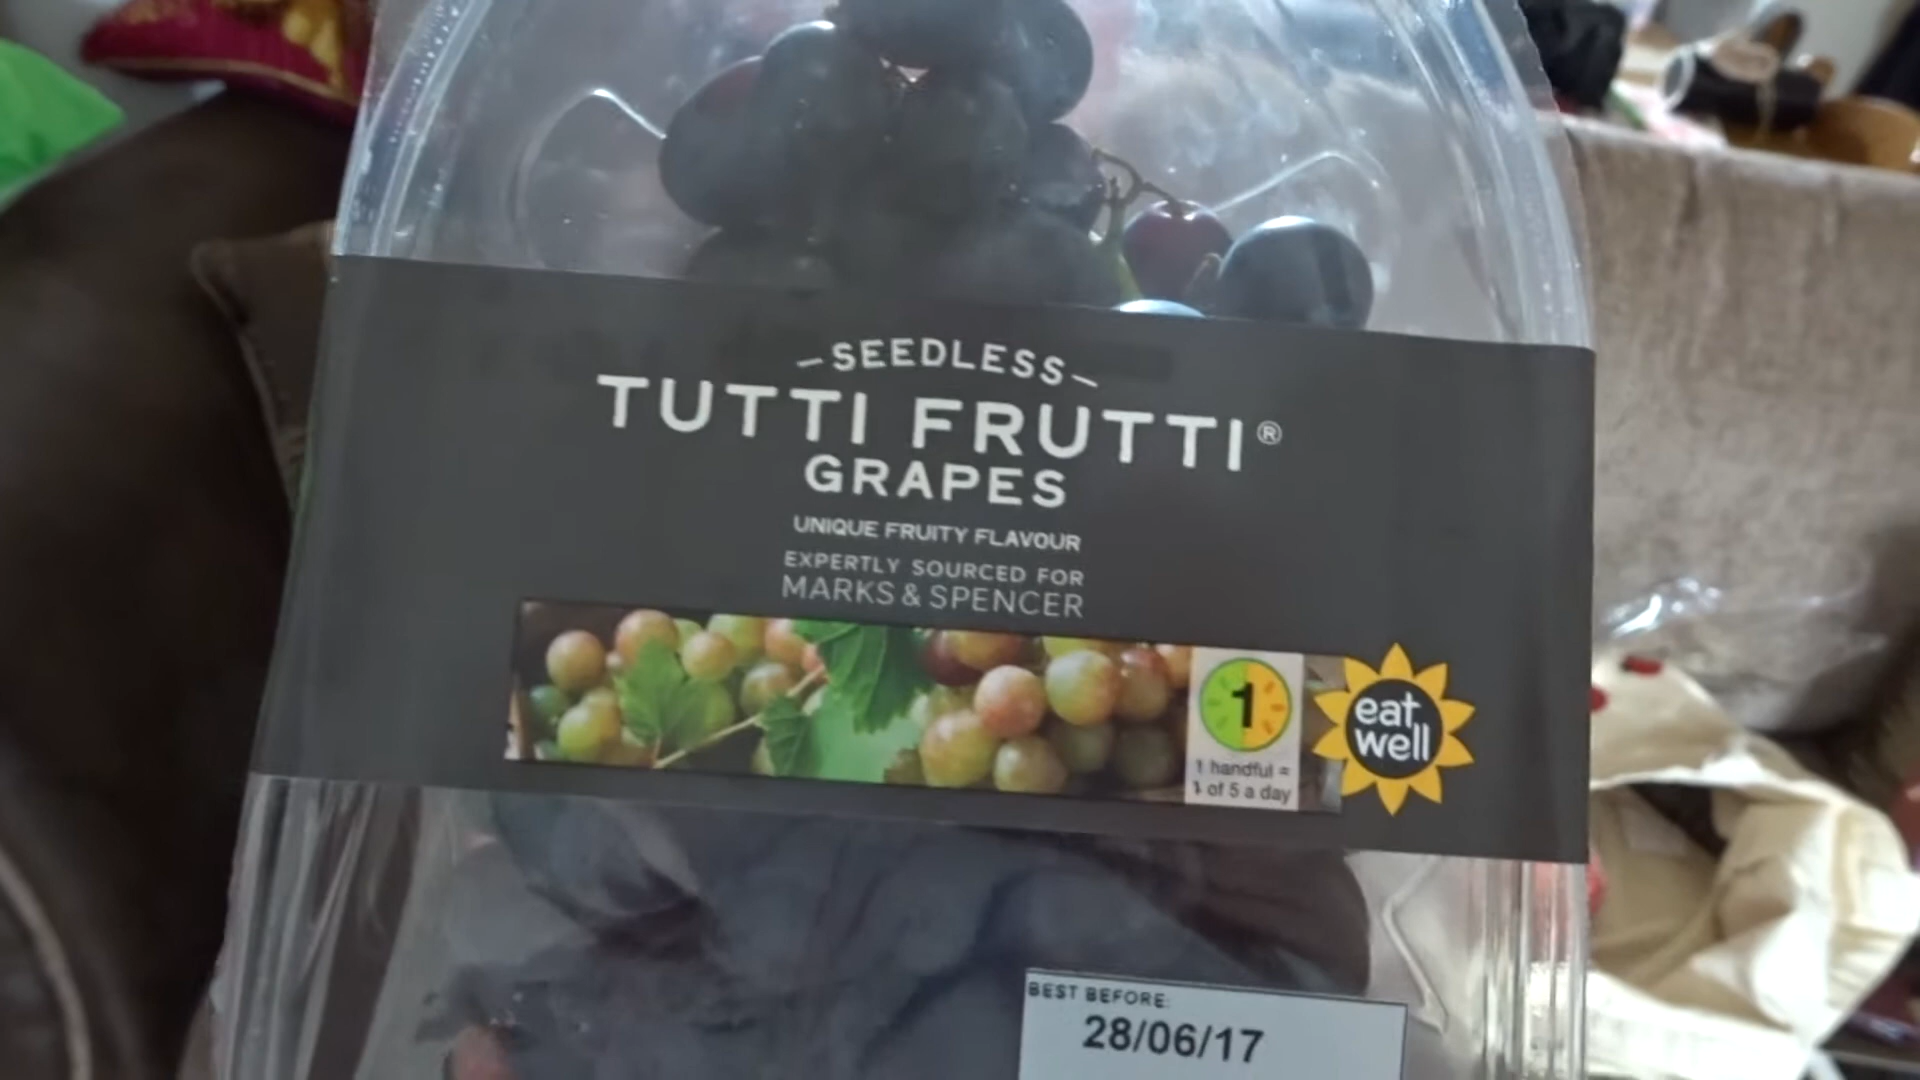 SEEDLESS
TUTTI FRUTTI®
GRAPES
UNIQUE FRUITY FLAVOUR
EXPERTLY SOURCED FOR
MARKS & SPENCER
1
1 handful =
1 of 5 a day
eat
well
BEST BEFORE:
28/06/17